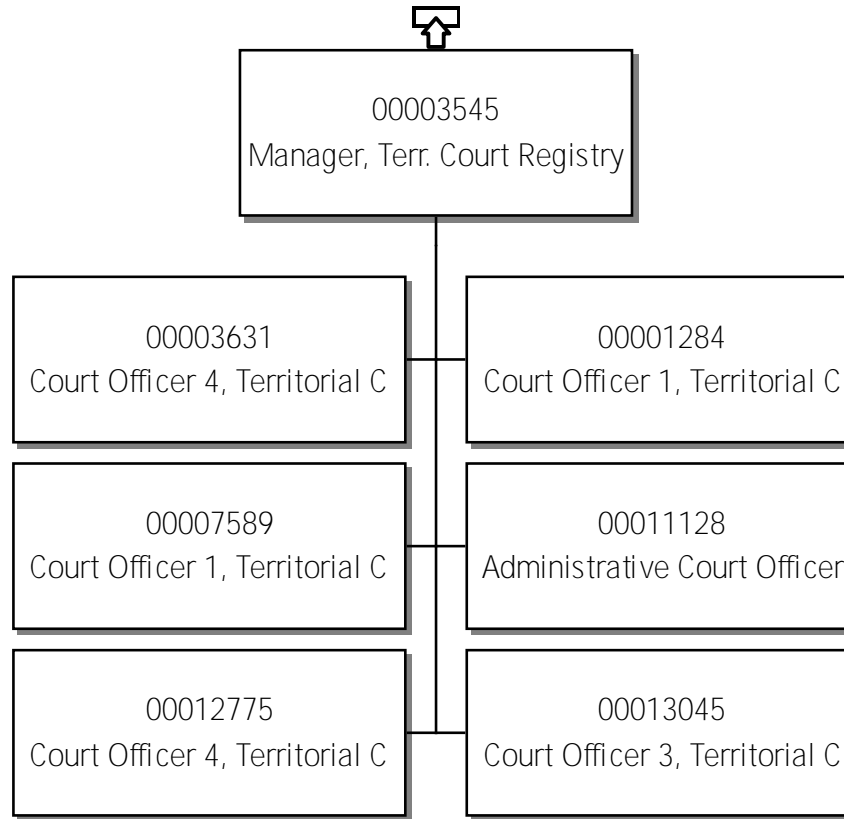 00003545
Manager, Terr. Court Registry
00003631
Court Officer 4, Territorial C
00001284
Court Officer 1, Territorial C
00007589
Court Officer 1, Territorial C
00011128
Administrative Court Officer
00012775
Court Officer 4, Territorial C
00013045
Court Officer 3, Territorial C